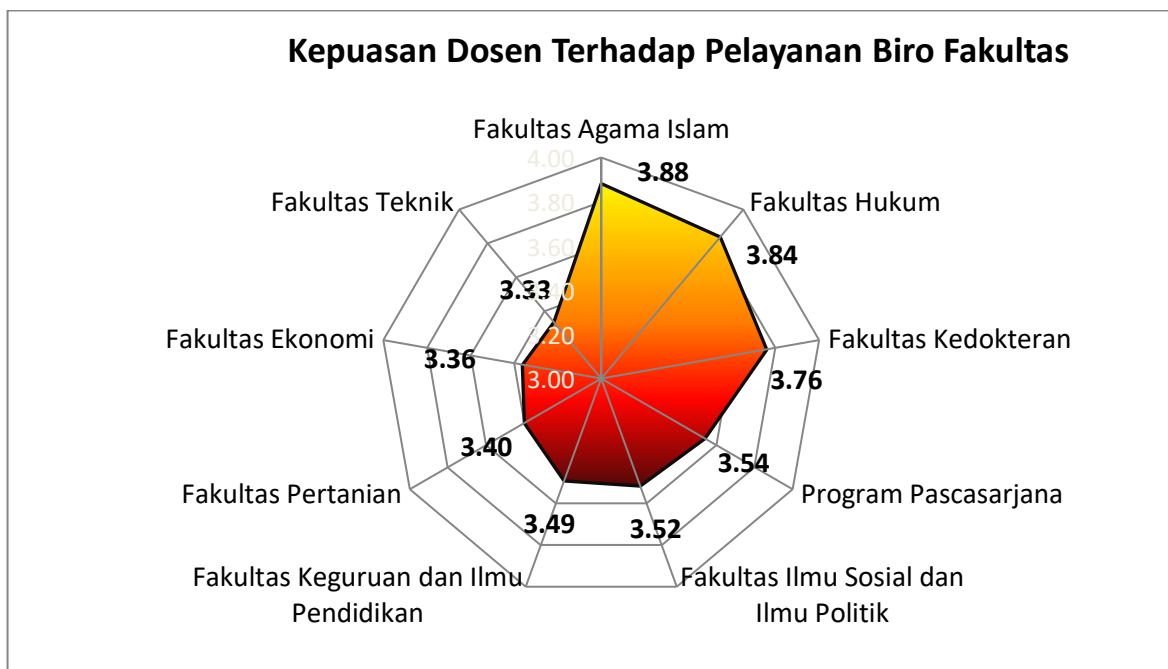 Kepuasan Dosen Terhadap Pelayanan Biro Fakultas
Fakultas Agama Islam
4.00
3.88
Fakultas Teknik
3.80
Fakultas Hukum
3.60
3.84
3.33
3.40
Fakultas Ekonomi
3.36
3.20
Fakultas Kedokteran
3.00
3.76
3.40
3.54
Fakultas Pertanian
Program Pascasarjana
3.49
3.52
Fakultas Keguruan dan Ilmu
Pendidikan
Fakultas Ilmu Sosial dan
Ilmu Politik